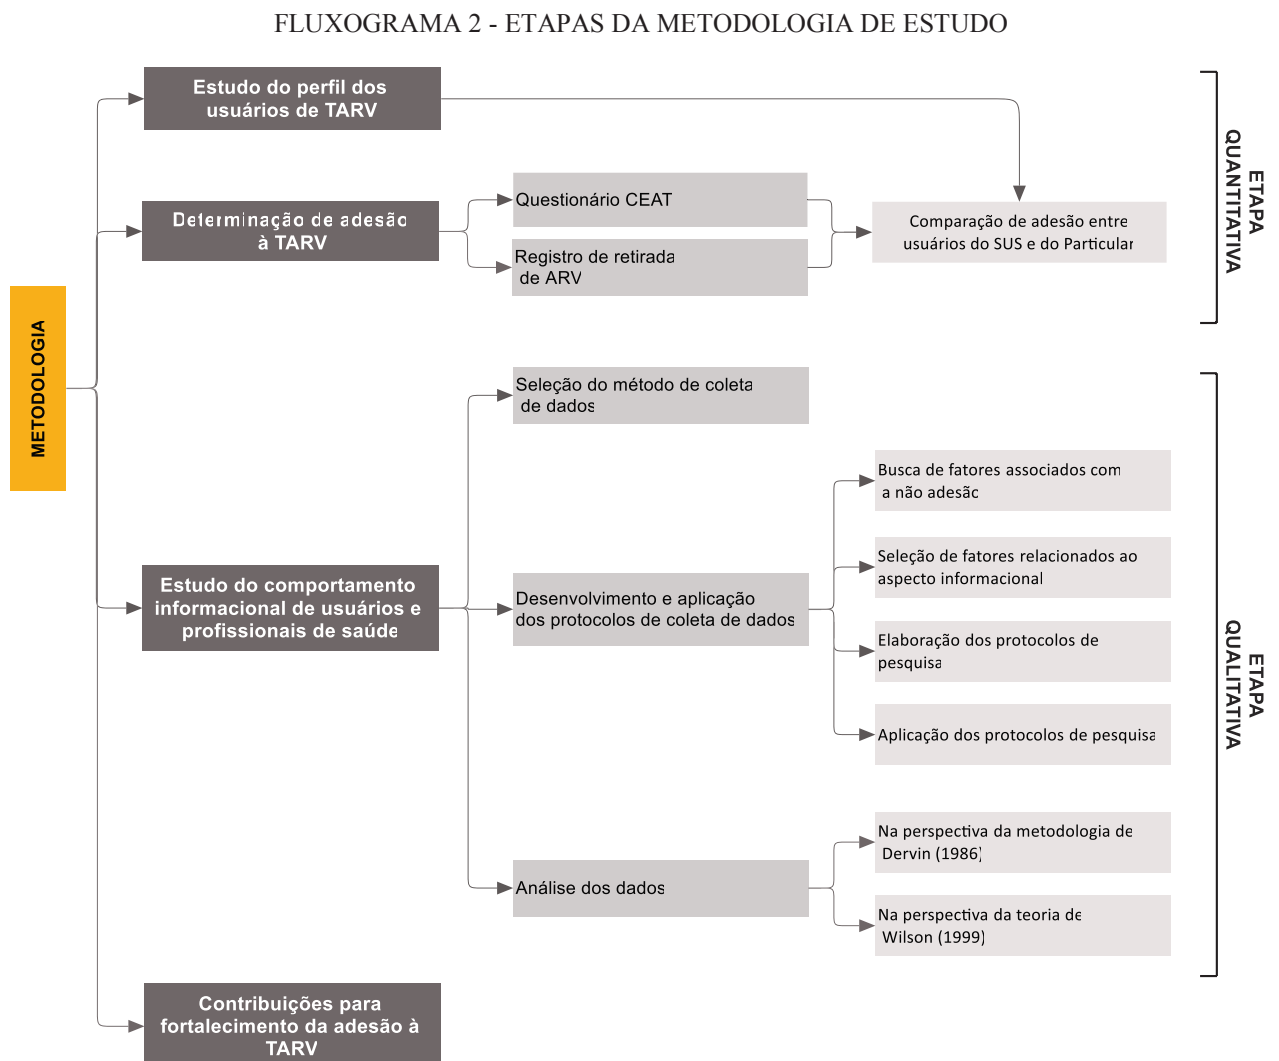 FLUXOGRAMA 2 - ETAPAS DA METODOLOGIA DE ESTUDO
METODOLOGIA
Estudo do perfil dos
usuários de TARV
Determinação de adesão
à TARV
Questionário CEAT
Registro de retirada
de ARV
Comparação de adesão entre
usuários do SUS e do Particular
ETAPA
QUANTITATIVA
Estudo do comportamento
informacional de usuários e
profissionais de saúde
Seleção do método de coleta
de dados
Desenvolvimento e aplicação
dos protocolos de coleta de dados
Busca de fatores associados com
a não adesão
Seleção de fatores relacionados ao
aspecto informacional
Elaboração dos protocolos de
pesquisa
Aplicação dos protocolos de pesquisa
Análise dos dados
Na perspectiva da metodologia de
Dervin (1986)
Na perspectiva da teoria de
Wilson (1999)
ETAPA
QUALITATIVA
Contribuições para
fortalecimento da adesão à
TARV